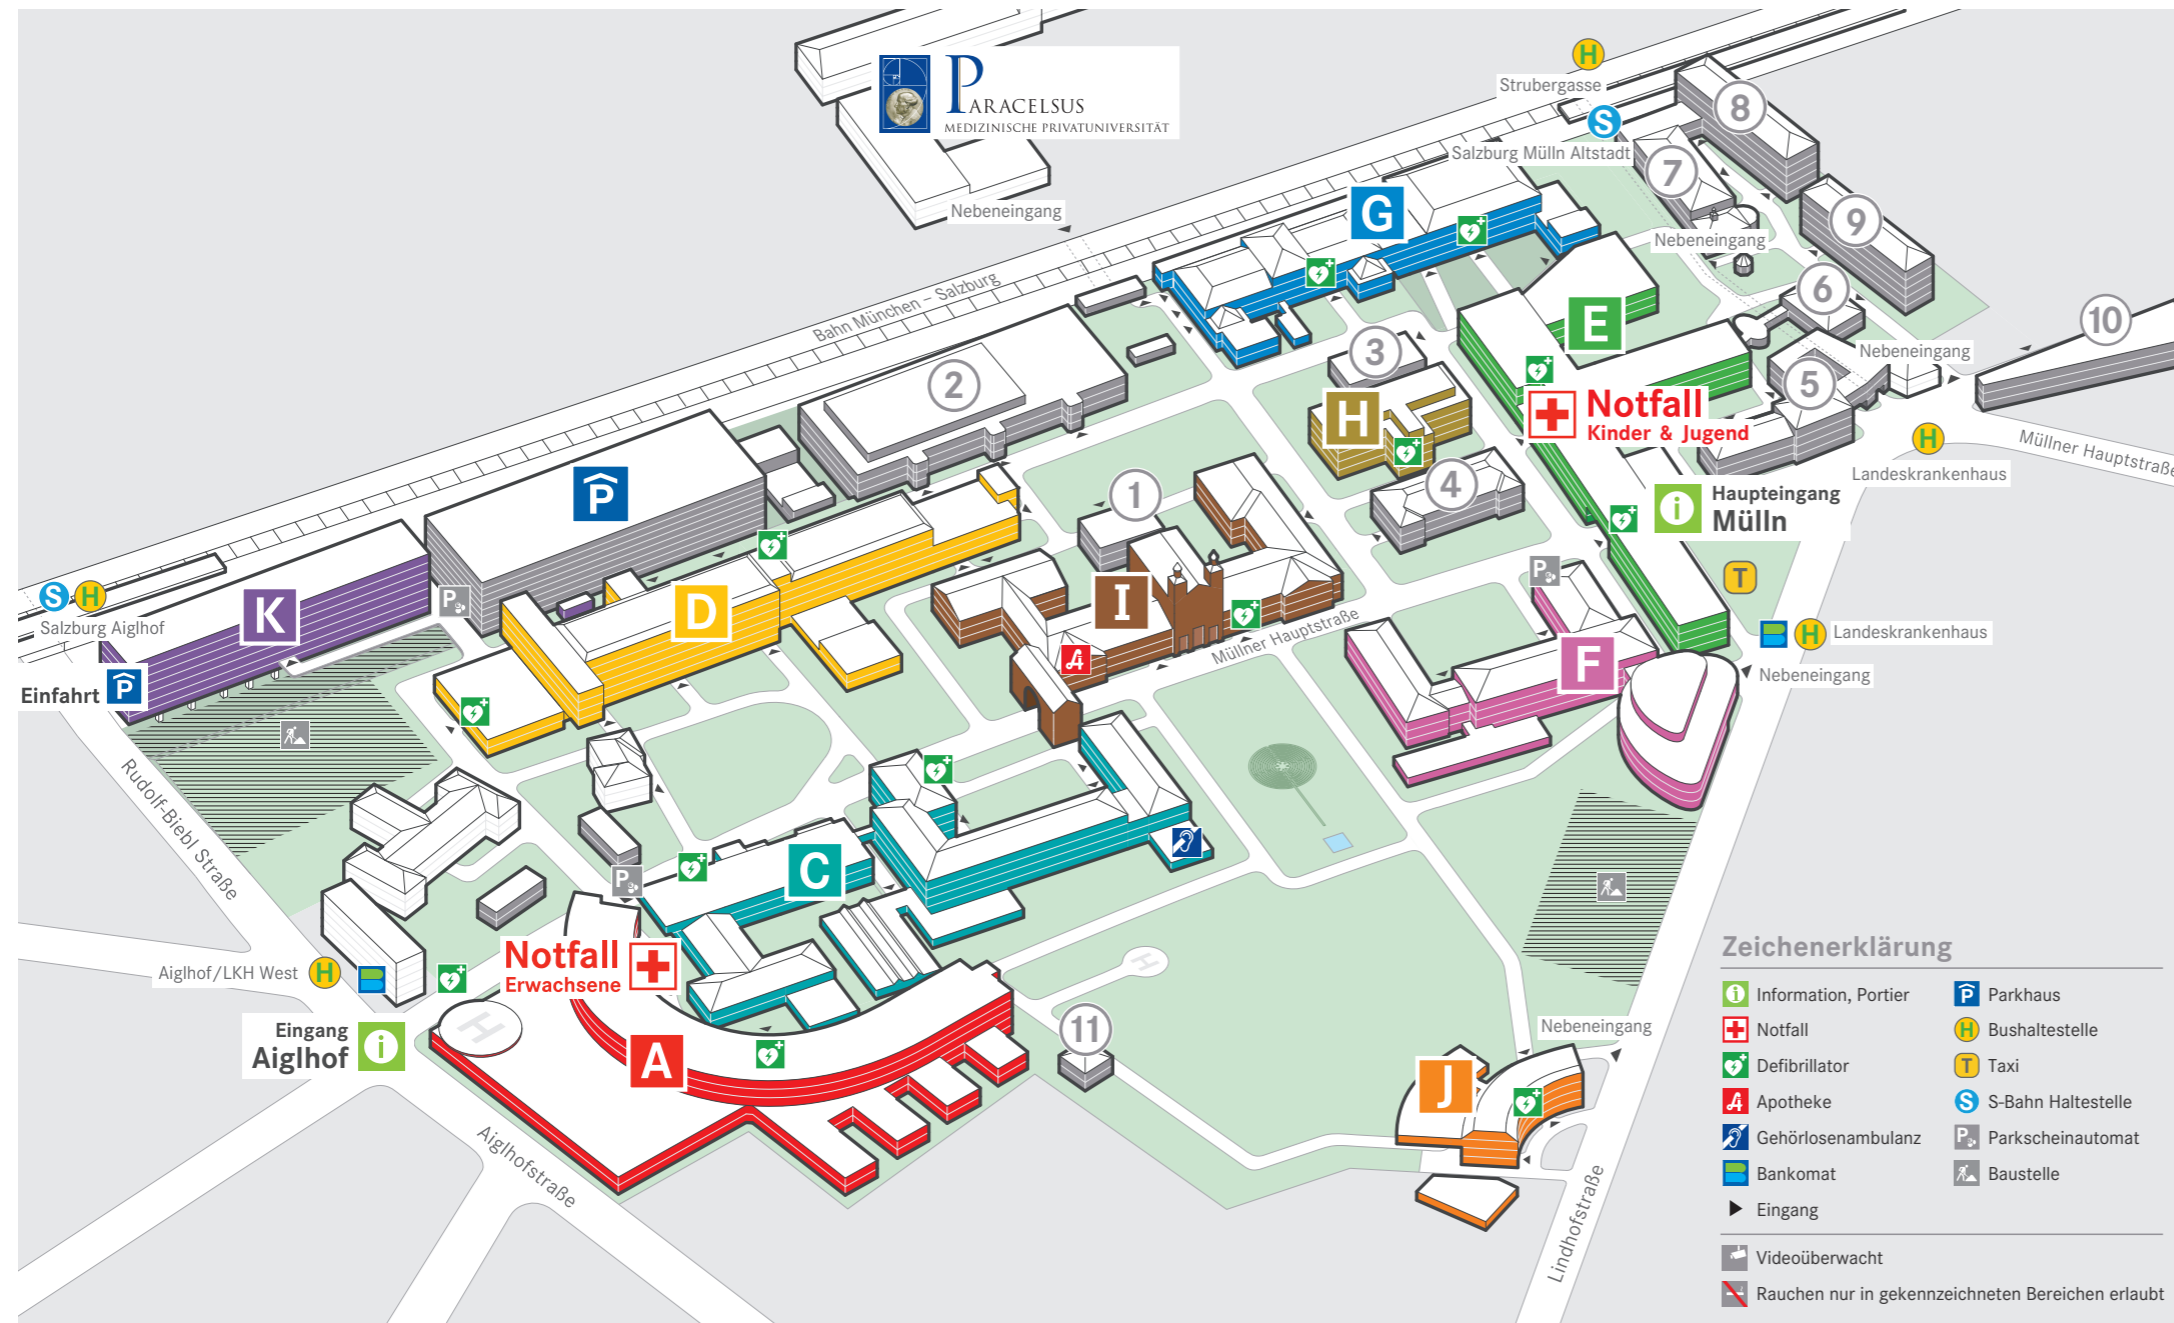 PARACELSUS
MEDIZINISCHE PRIVATUNIVERSITÄT
Nebeneingang
H
Strubergasse
S
Salzburg Mülln Altstadt
8
7
9
Nebeneingang
6
10
Nebeneingang
5
G
E
3
H
4
Notfall
Kinder & Jugend
H
Landeskrankenhaus
Müllner Hauptstraße
i
Haupteingang
Mülln
T
H
Landeskrankenhaus
Nebeneingang
Bahn München – Salzburg
2
P
1
I
A
Müllner Hauptstraße
P
F
S
H
Salzburg Aiglhof
K
P
D
Einfahrt
P
Rudolf-Biebl Straße
C
P
H
Notfall
Erwachsene
Aiglhof/LKH West
H
Eingang
Aiglhof
i
H
A
11
Aiglhofstraße
Nebeneingang
J
Lindhofstraße
Zeichenerklärung
i Information, Portier
Notfall
Defibrillator
A Apotheke
Gehörlosenambulanz
B Bankomat
Eingang
P Parkhaus
H Bushaltestelle
T Taxi
S S-Bahn Haltestelle
P Parkscheinautomat
Baustelle
Videoüberwacht
Rauchen nur in gekennzeichneten Bereichen erlaubt